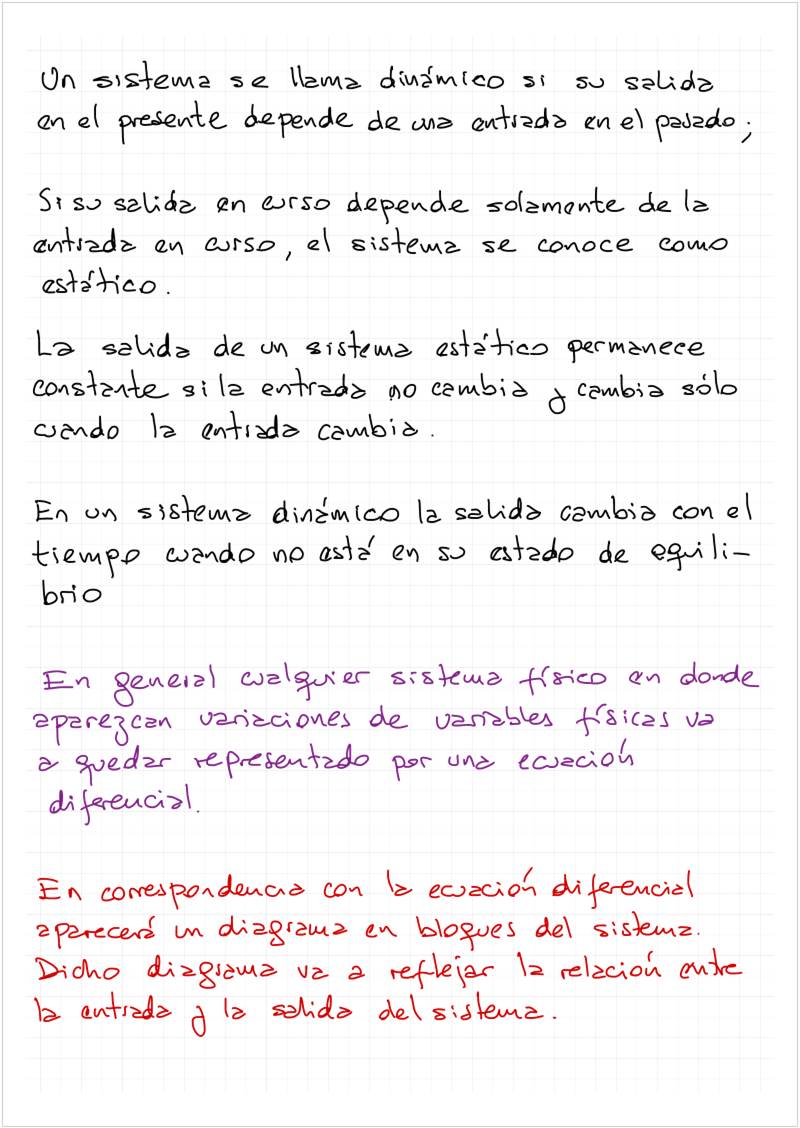 Un sistema se llama dinámico si su salida
en el presente depende de una entrada en el pasado;
Si su salida en curso depende solamente de la
entrada en curso, el sistema se conoce como
estático.
La salida de un sistema estático permanece
constante si la entrada no cambia y cambia sólo
cuando la entrada cambia.
En un sistema dinámico la salida cambia con el
tiempo cuando no está en su estado de equili-
brio
En general cualquier sistema físico en donde
aparezcan variaciones de variables físicas va
a quedar representado por una ecuación
diferencial.
En correspondencia con la ecuación diferencial
aparecerá un diagrama en bloques del sistema.
Dicho diagrama va a reflejar la relación entre
la entrada y la salida del sistema.